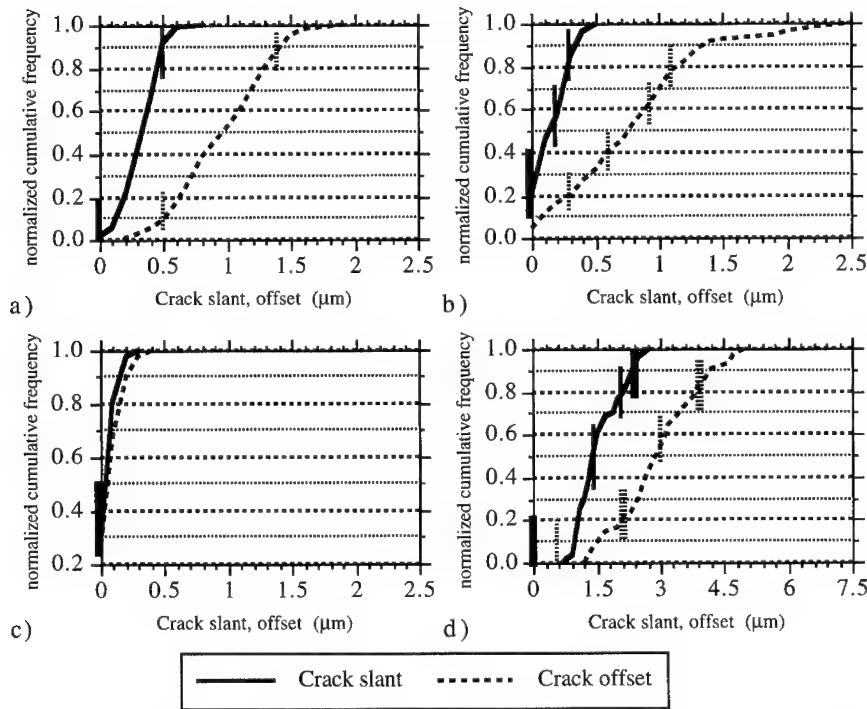 normalized cumulative frequency
1.0
0.8
0.6
0.4
0.2
0.0
0 0.5 1 1.5 2 2.5
Crack slant, offset (µm)
a)
normalized cumulative frequency
1.0
0.8
0.6
0.4
0.2
0.0
0 0.5 1 1.5 2 2.5
Crack slant, offset (µm)
b)
normalized cumulative frequency
1.0
0.8
0.6
0.4
0.2
0 0.5 1 1.5 2 2.5
Crack slant, offset (µm)
c)
normalized cumulative frequency
1.0
0.8
0.6
0.4
0.2
0.0
0 1.5 3 4.5 6 7.5
Crack slant, offset (µm)
d)
Crack slant Crack offset